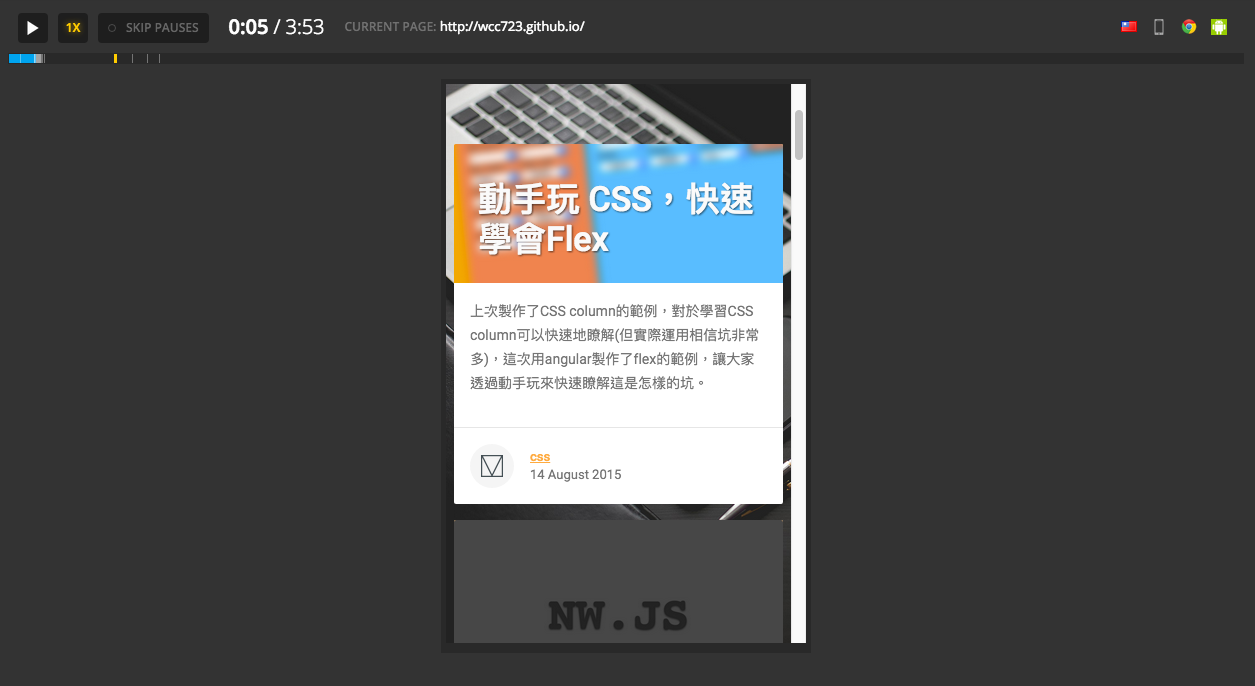 1X
SKIP PAUSES
0:05 / 3:53
CURRENT PAGE: http://wcc723.github.io/
動手玩 CSS，快速
學會Flex
上次製作了CSS column的範例，對於學習CSS
column可以快速地瞭解(但實際運用相信坑非常
多)，這次用angular製作了flex的範例，讓大家
透過動手玩來快速瞭解這是怎樣的坑。
css
14 August 2015
NW.JS